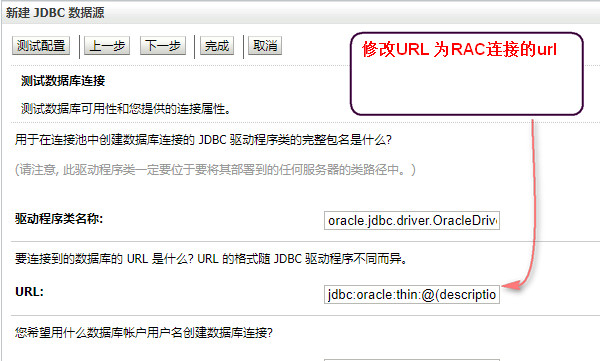 新建 JDBC 数据源
测试配置 上一步 下一步 完成 取消
修改URL 为RAC连接的url
测试数据库连接
测试数据库可用性和您提供的连接属性。
用于在连接池中创建数据库连接的 JDBC 驱动程序类的完整包名是什么?
(请注意, 此驱动程序类一定要位于要将其部署到的任何服务器的类路径中。)
驱动程序类名称: oracle.jdbc.driver.OracleDrive
要连接到的数据库的 URL 是什么? URL 的格式随 JDBC 驱动程序不同而异。
URL: jdbc:oracle:thin:@(descriptio
您希望用什么数据库帐户用户名创建数据库连接?